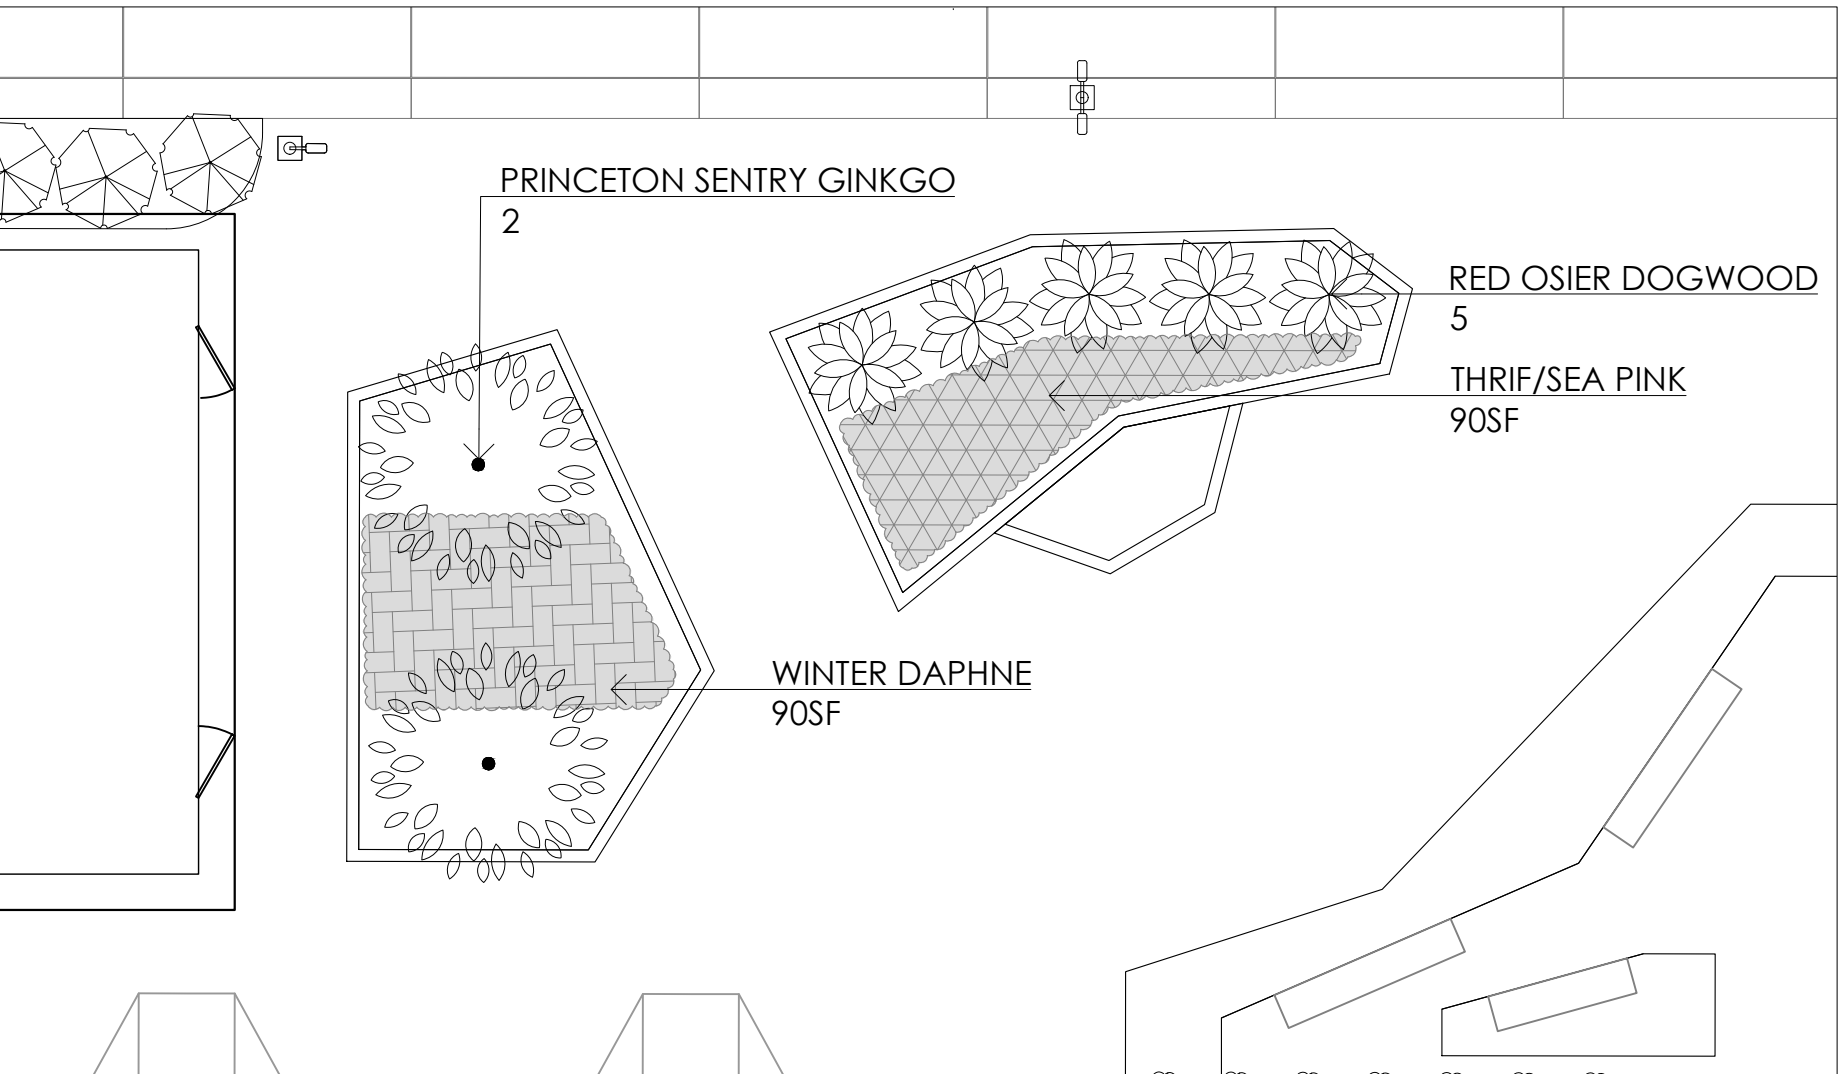 PRINCETON SENTRY GINKGO
2
RED OSIER DOGWOOD
5
THRIF/SEA PINK
90SF
WINTER DAPHNE
90SF